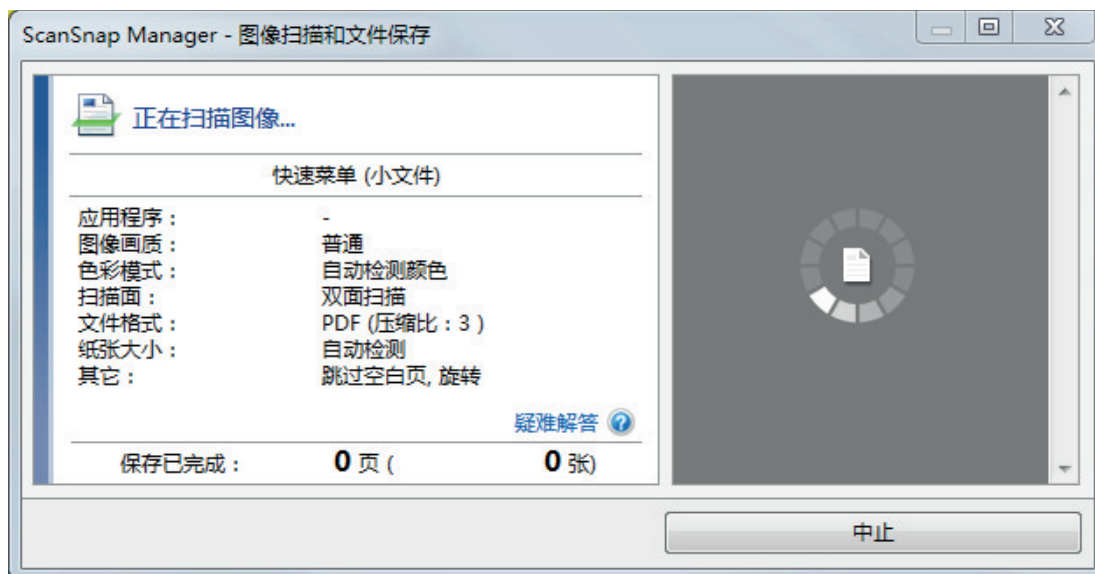 ScanSnap Manager - 图像扫描和文件保存
正在扫描图像...
快速菜单 (小文件)
应用程序： -
图像画质： 普通
色彩模式： 自动检测颜色
扫描面： 双面扫描
文件格式： PDF (压缩比：3 )
纸张大小： 自动检测
其它： 跳过空白页, 旋转
疑难解答
保存已完成： 0 页 ( 0 张)
中止